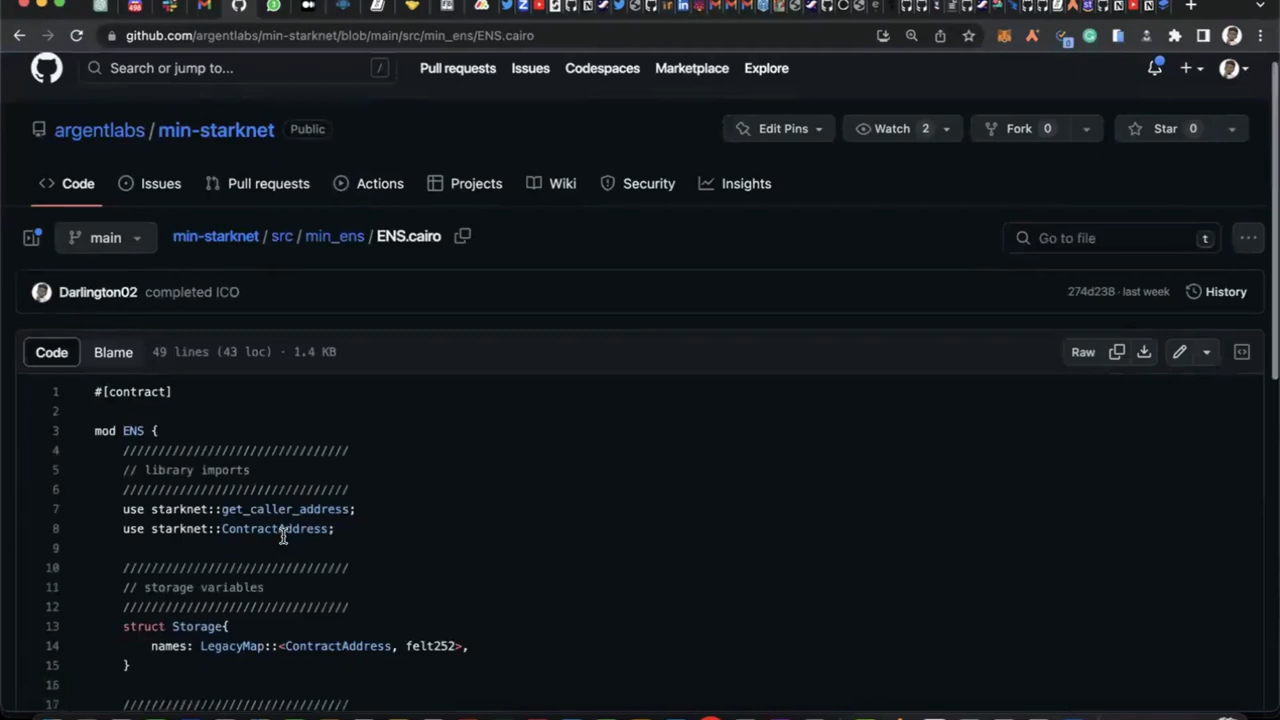 github.com/argentlabs/min-starknet/blob/main/src/min_ens/ENS.cairo
Search or jump to...
/
Pull requests
Issues
Codespaces
Marketplace
Explore
argentlabs / min-starknet
Public
Edit Pins
Watch 2
Fork 0
Star 0
Code
Issues
Pull requests
Actions
Projects
Wiki
Security
Insights
main
min-starknet / src / min_ens / ENS.cairo
Go to file
t
Darlington02 completed ICO
274d238 · last week
History
Code
Blame
49 lines (43 loc) · 1.4 KB
Raw
1 #[contract]
2
3 mod ENS {
4 ////////////////////////////////
5 // library imports
6 ////////////////////////////////
7 use starknet::get_caller_address;
8 use starknet::ContractAddress;
9
10 ////////////////////////////////
11 // storage variables
12 ////////////////////////////////
13 struct Storage{
14 names: LegacyMap::<ContractAddress, felt252>,
15 }
16
17 ////////////////////////////////